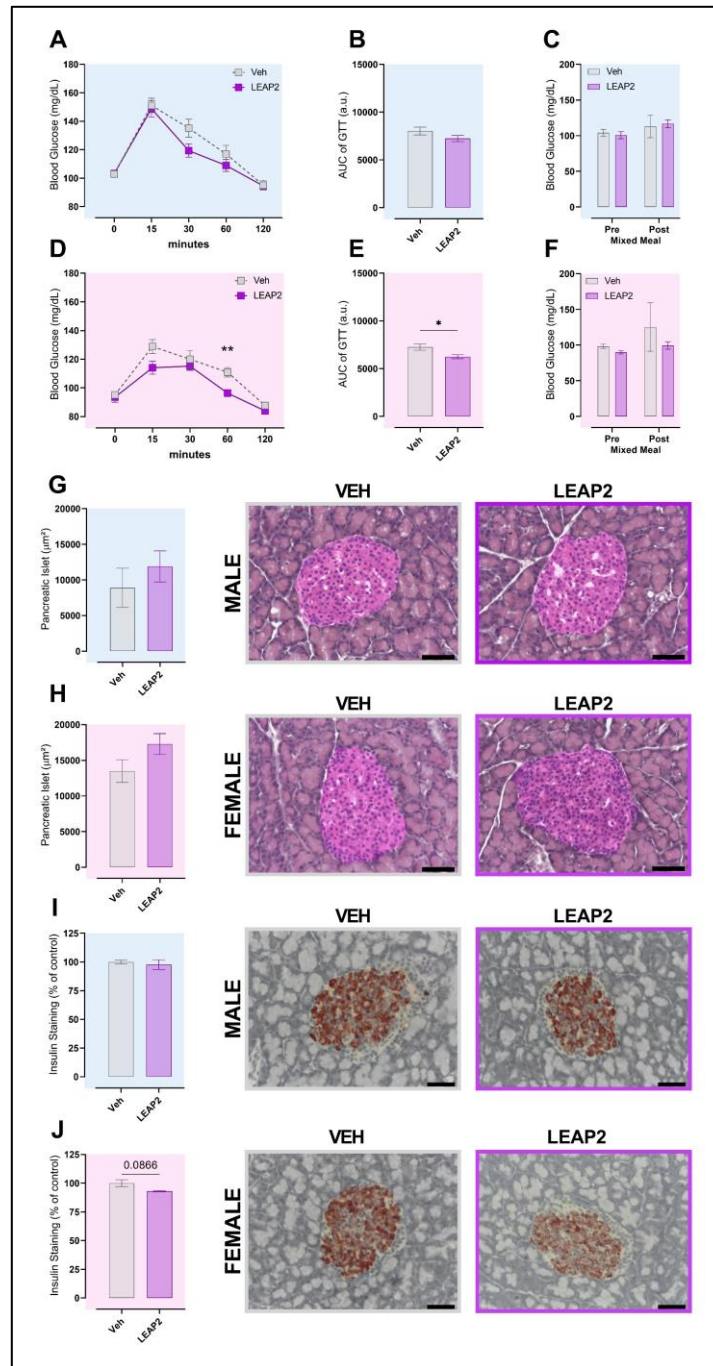 A
B
C
Blood Glucose (mg/dL)
180
160
140
120
100
80
Veh
LEAP2
0
15
30
60
120
minutes
AUC of GTT (a.u.)
15000
10000
5000
0
Veh
LEAP2
Blood Glucose (mg/dL)
200
150
100
50
0
Veh
LEAP2
Pre
Post
Mixed Meal
D
E
F
Blood Glucose (mg/dL)
180
160
140
120
100
80
Veh
LEAP2
**
0
15
30
60
120
minutes
AUC of GTT (a.u.)
15000
10000
5000
0
*
Veh
LEAP2
Blood Glucose (mg/dL)
200
150
100
50
0
Veh
LEAP2
Pre
Post
Mixed Meal
G
VEH
LEAP2
Pancreatic Islet (µm²)
20000
15000
10000
5000
0
Veh
LEAP2
MALE
H
VEH
LEAP2
Pancreatic Islet (µm²)
20000
15000
10000
5000
0
Veh
LEAP2
FEMALE
I
VEH
LEAP2
Insulin Staining (% of control)
125
100
75
50
25
0
Veh
LEAP2
MALE
J
VEH
LEAP2
Insulin Staining (% of control)
125
100
75
50
25
0
0.0866
Veh
LEAP2
FEMALE